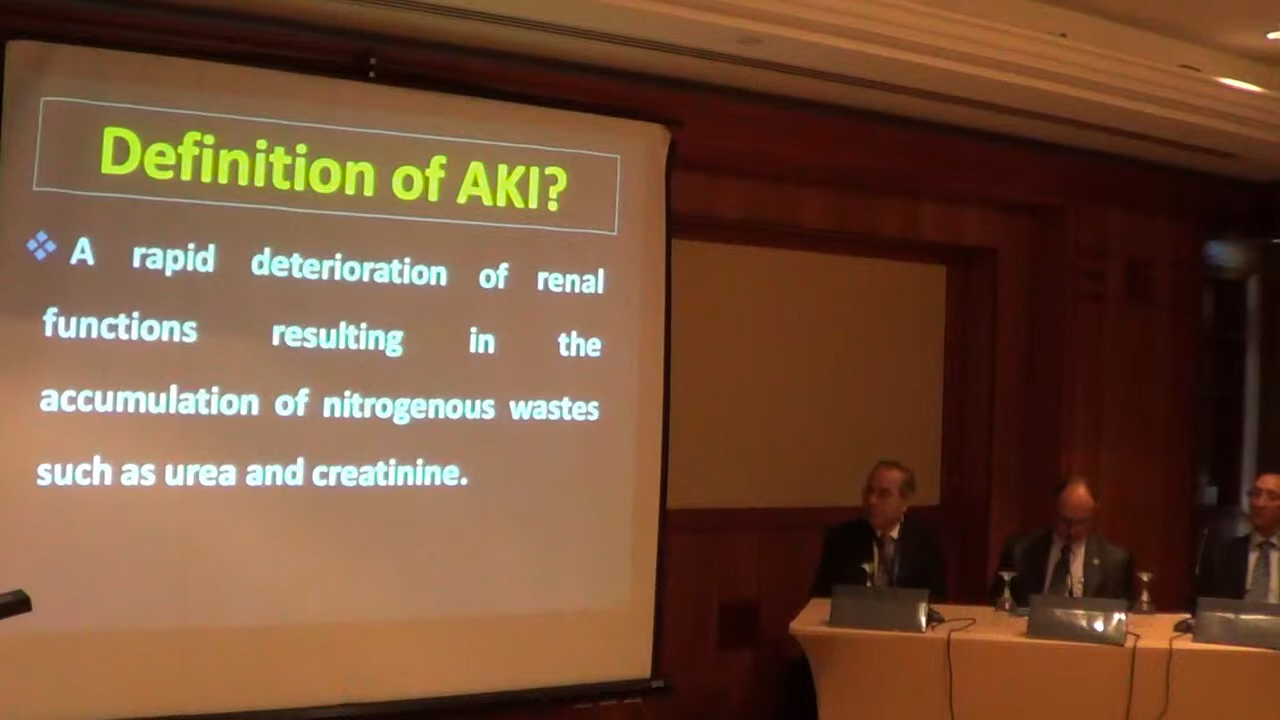 Definition of AKI?
A rapid deterioration of renal
functions resulting in the
accumulation of nitrogenous wastes
such as urea and creatinine.